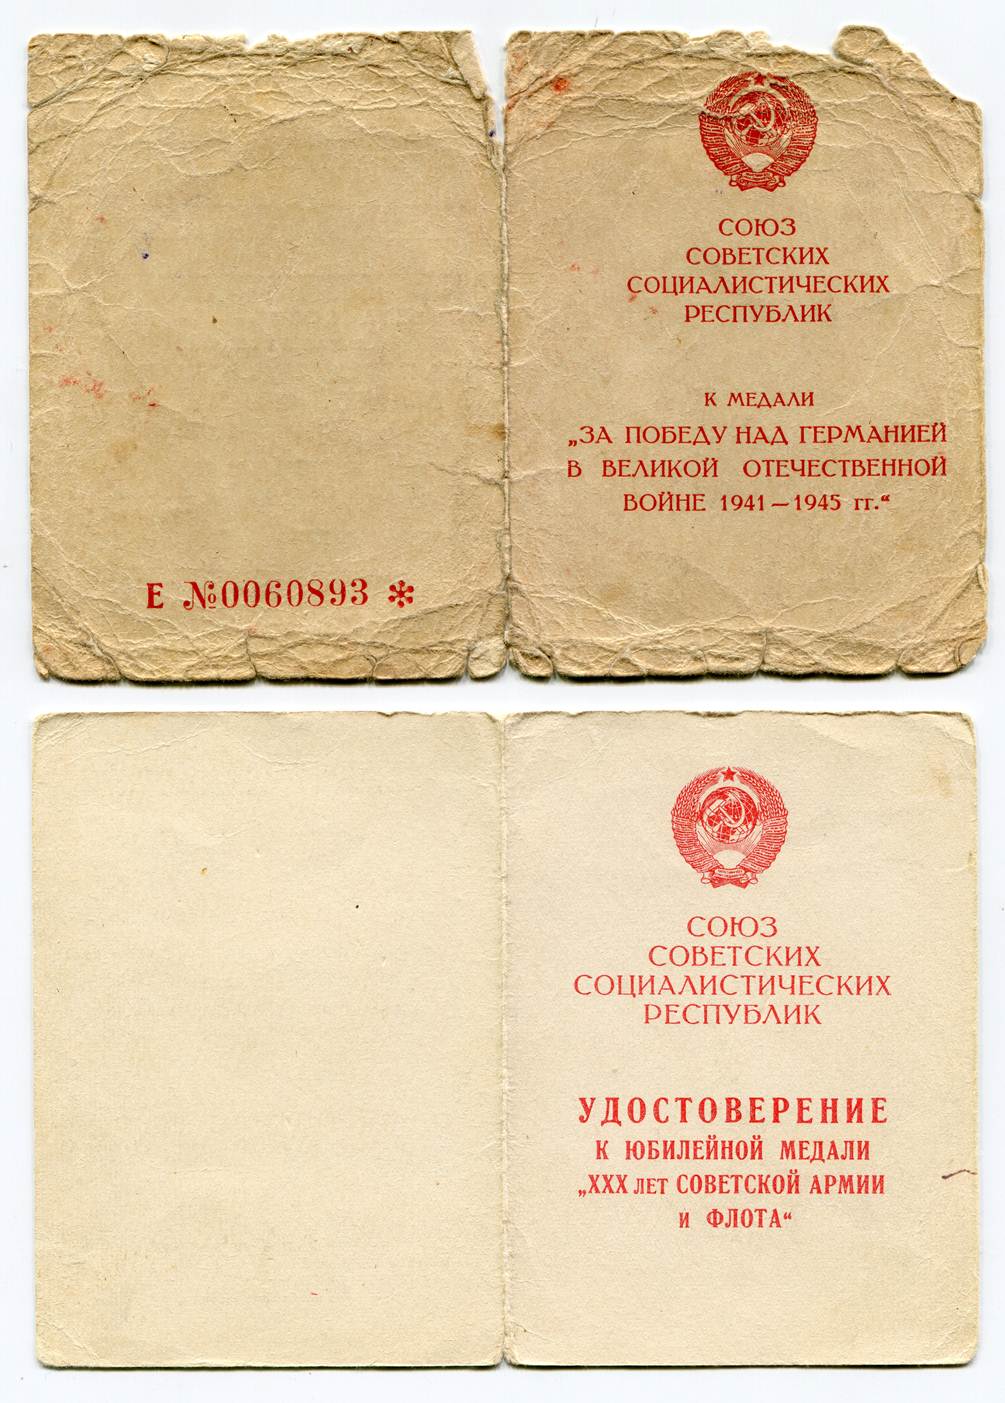 СОЮЗ
СОВЕТСКИХ
СОЦИАЛИСТИЧЕСКИХ
РЕСПУБЛИК
К МЕДАЛИ
„ЗА ПОБЕДУ НАД ГЕРМАНИЕЙ
В ВЕЛИКОЙ ОТЕЧЕСТВЕННОЙ
ВОЙНЕ 1941—1945 гг.“
Е №0060893 *
СОЮЗ
СОВЕТСКИХ
СОЦИАЛИСТИЧЕСКИХ
РЕСПУБЛИК
УДОСТОВЕРЕНИЕ
К ЮБИЛЕЙНОЙ МЕДАЛИ
„XXX ЛЕТ СОВЕТСКОЙ АРМИИ
И ФЛОТА“